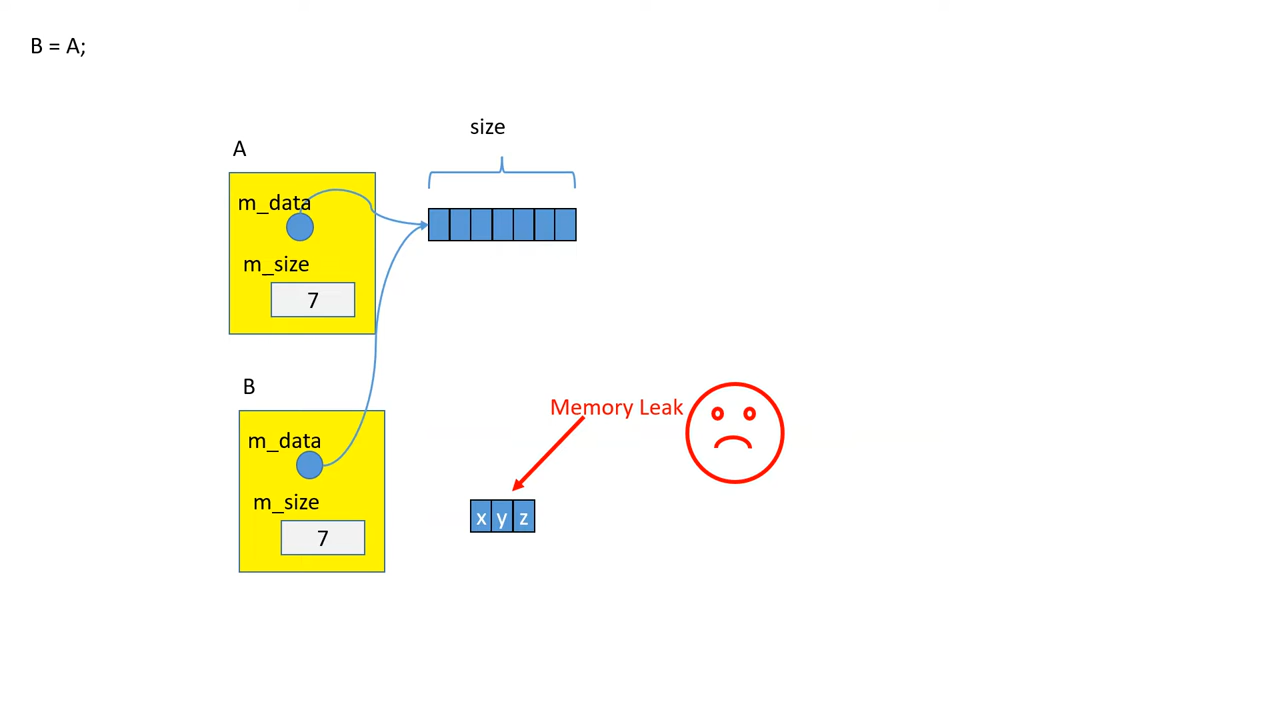 B = A;
size
A
m_data
m_size
7
B
m_data
m_size
7
Memory Leak
x y z